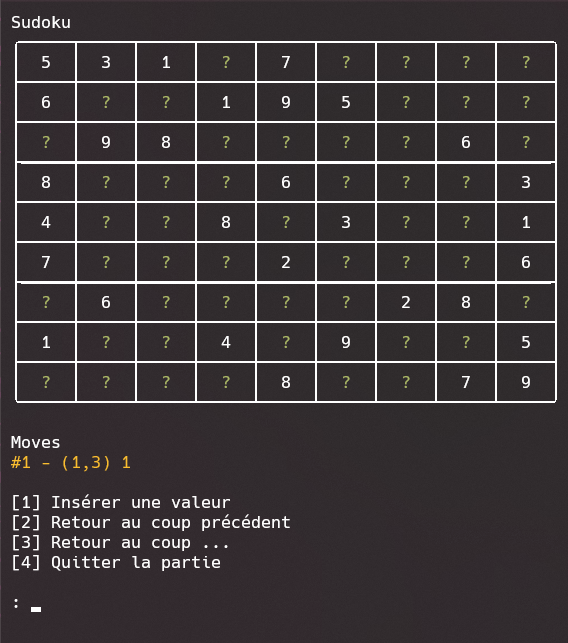 Sudoku
5 3 1 ? 7 ? ? ? ?
6 ? ? 1 9 5 ? ? ?
? 9 8 ? ? ? ? 6 ?
8 ? ? ? 6 ? ? ? 3
4 ? ? 8 ? 3 ? ? 1
7 ? ? ? 2 ? ? ? 6
? 6 ? ? ? ? 2 8 ?
1 ? ? 4 ? 9 ? ? 5
? ? ? ? 8 ? ? 7 9
Moves
#1 - (1,3) 1
[1] Insérer une valeur
[2] Retour au coup précédent
[3] Retour au coup ...
[4] Quitter la partie
: _